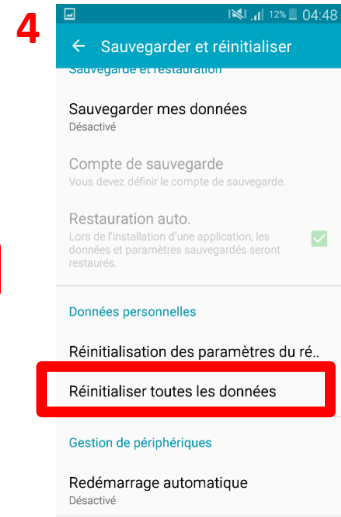 4
12% 04:48
Sauvegarder et réinitialiser
Sauvegarde et restauration
Sauvegarder mes données
Désactivé
Compte de sauvegarde
Vous devez définir le compte de sauvegarde.
Restauration auto.
Lors de l'installation d'une application, les
données et paramètres sauvegardés seront
restaurés.
Données personnelles
Réinitialisation des paramètres du ré..
Réinitialiser toutes les données
Gestion de périphériques
Redémarrage automatique
Désactivé